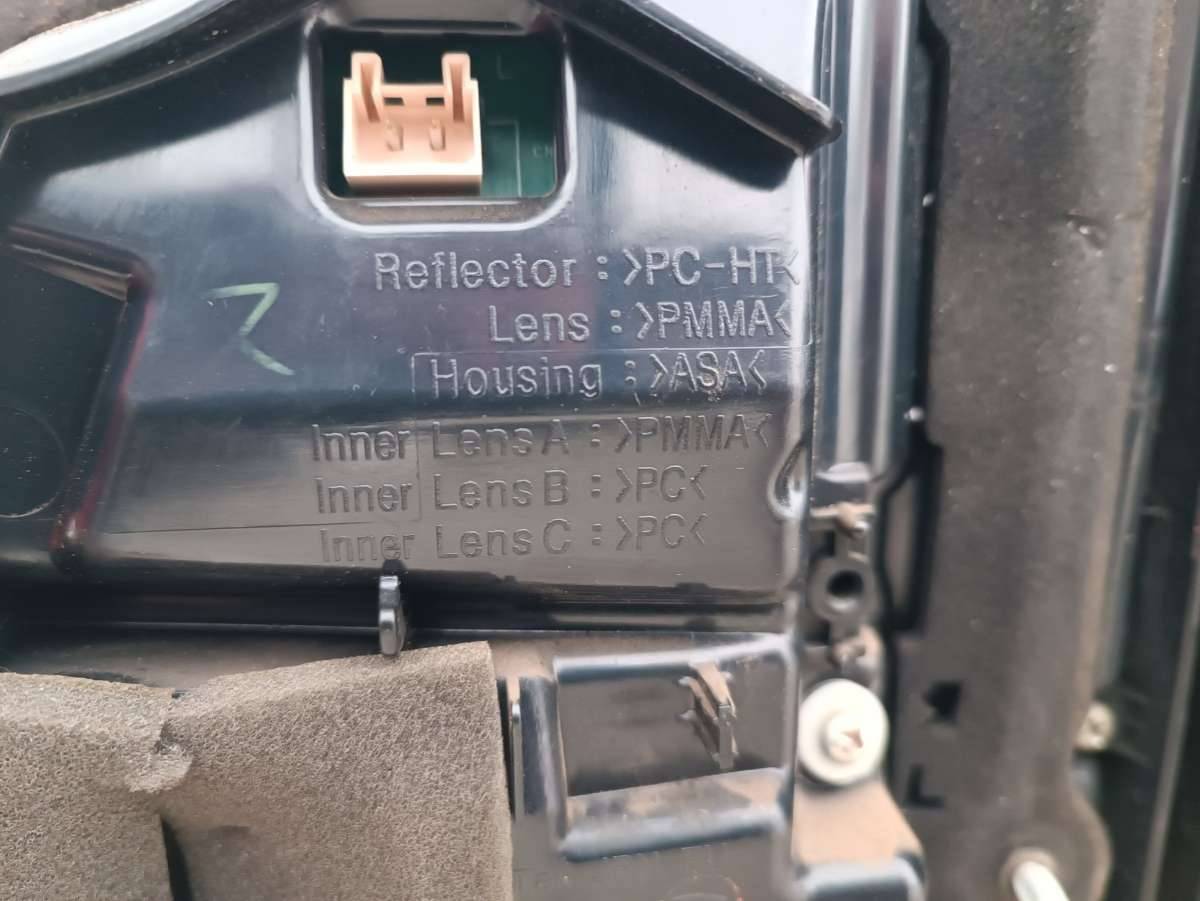 L
Reflector : >PC-HT<
Lens : >PMMA<
Housing : >ASA<
Inner Lens A : >PMMA<
Inner Lens B : >PC<
Inner Lens C : >PC<